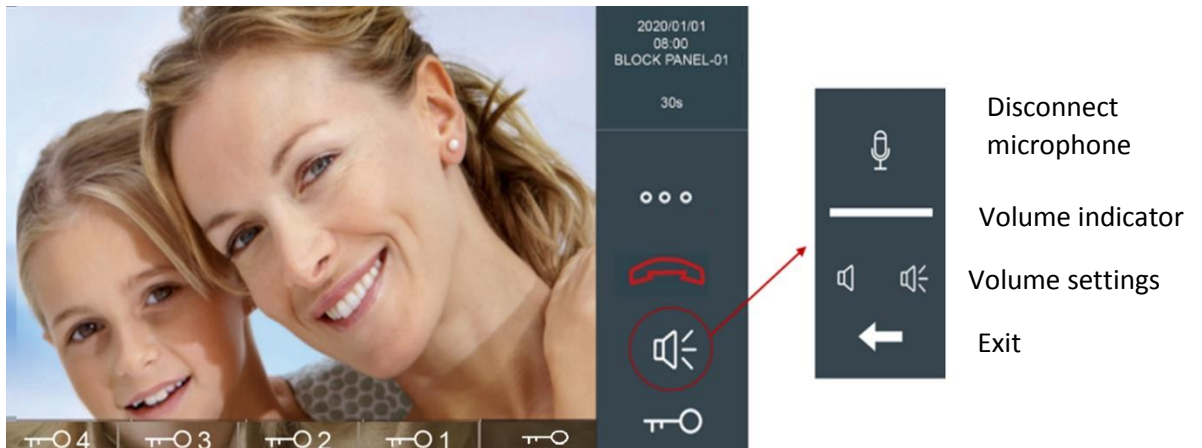 2020/01/01
08:00
BLOCK PANEL-01
30s
Disconnect
microphone
Volume indicator
Volume settings
Exit
4 3 2 1